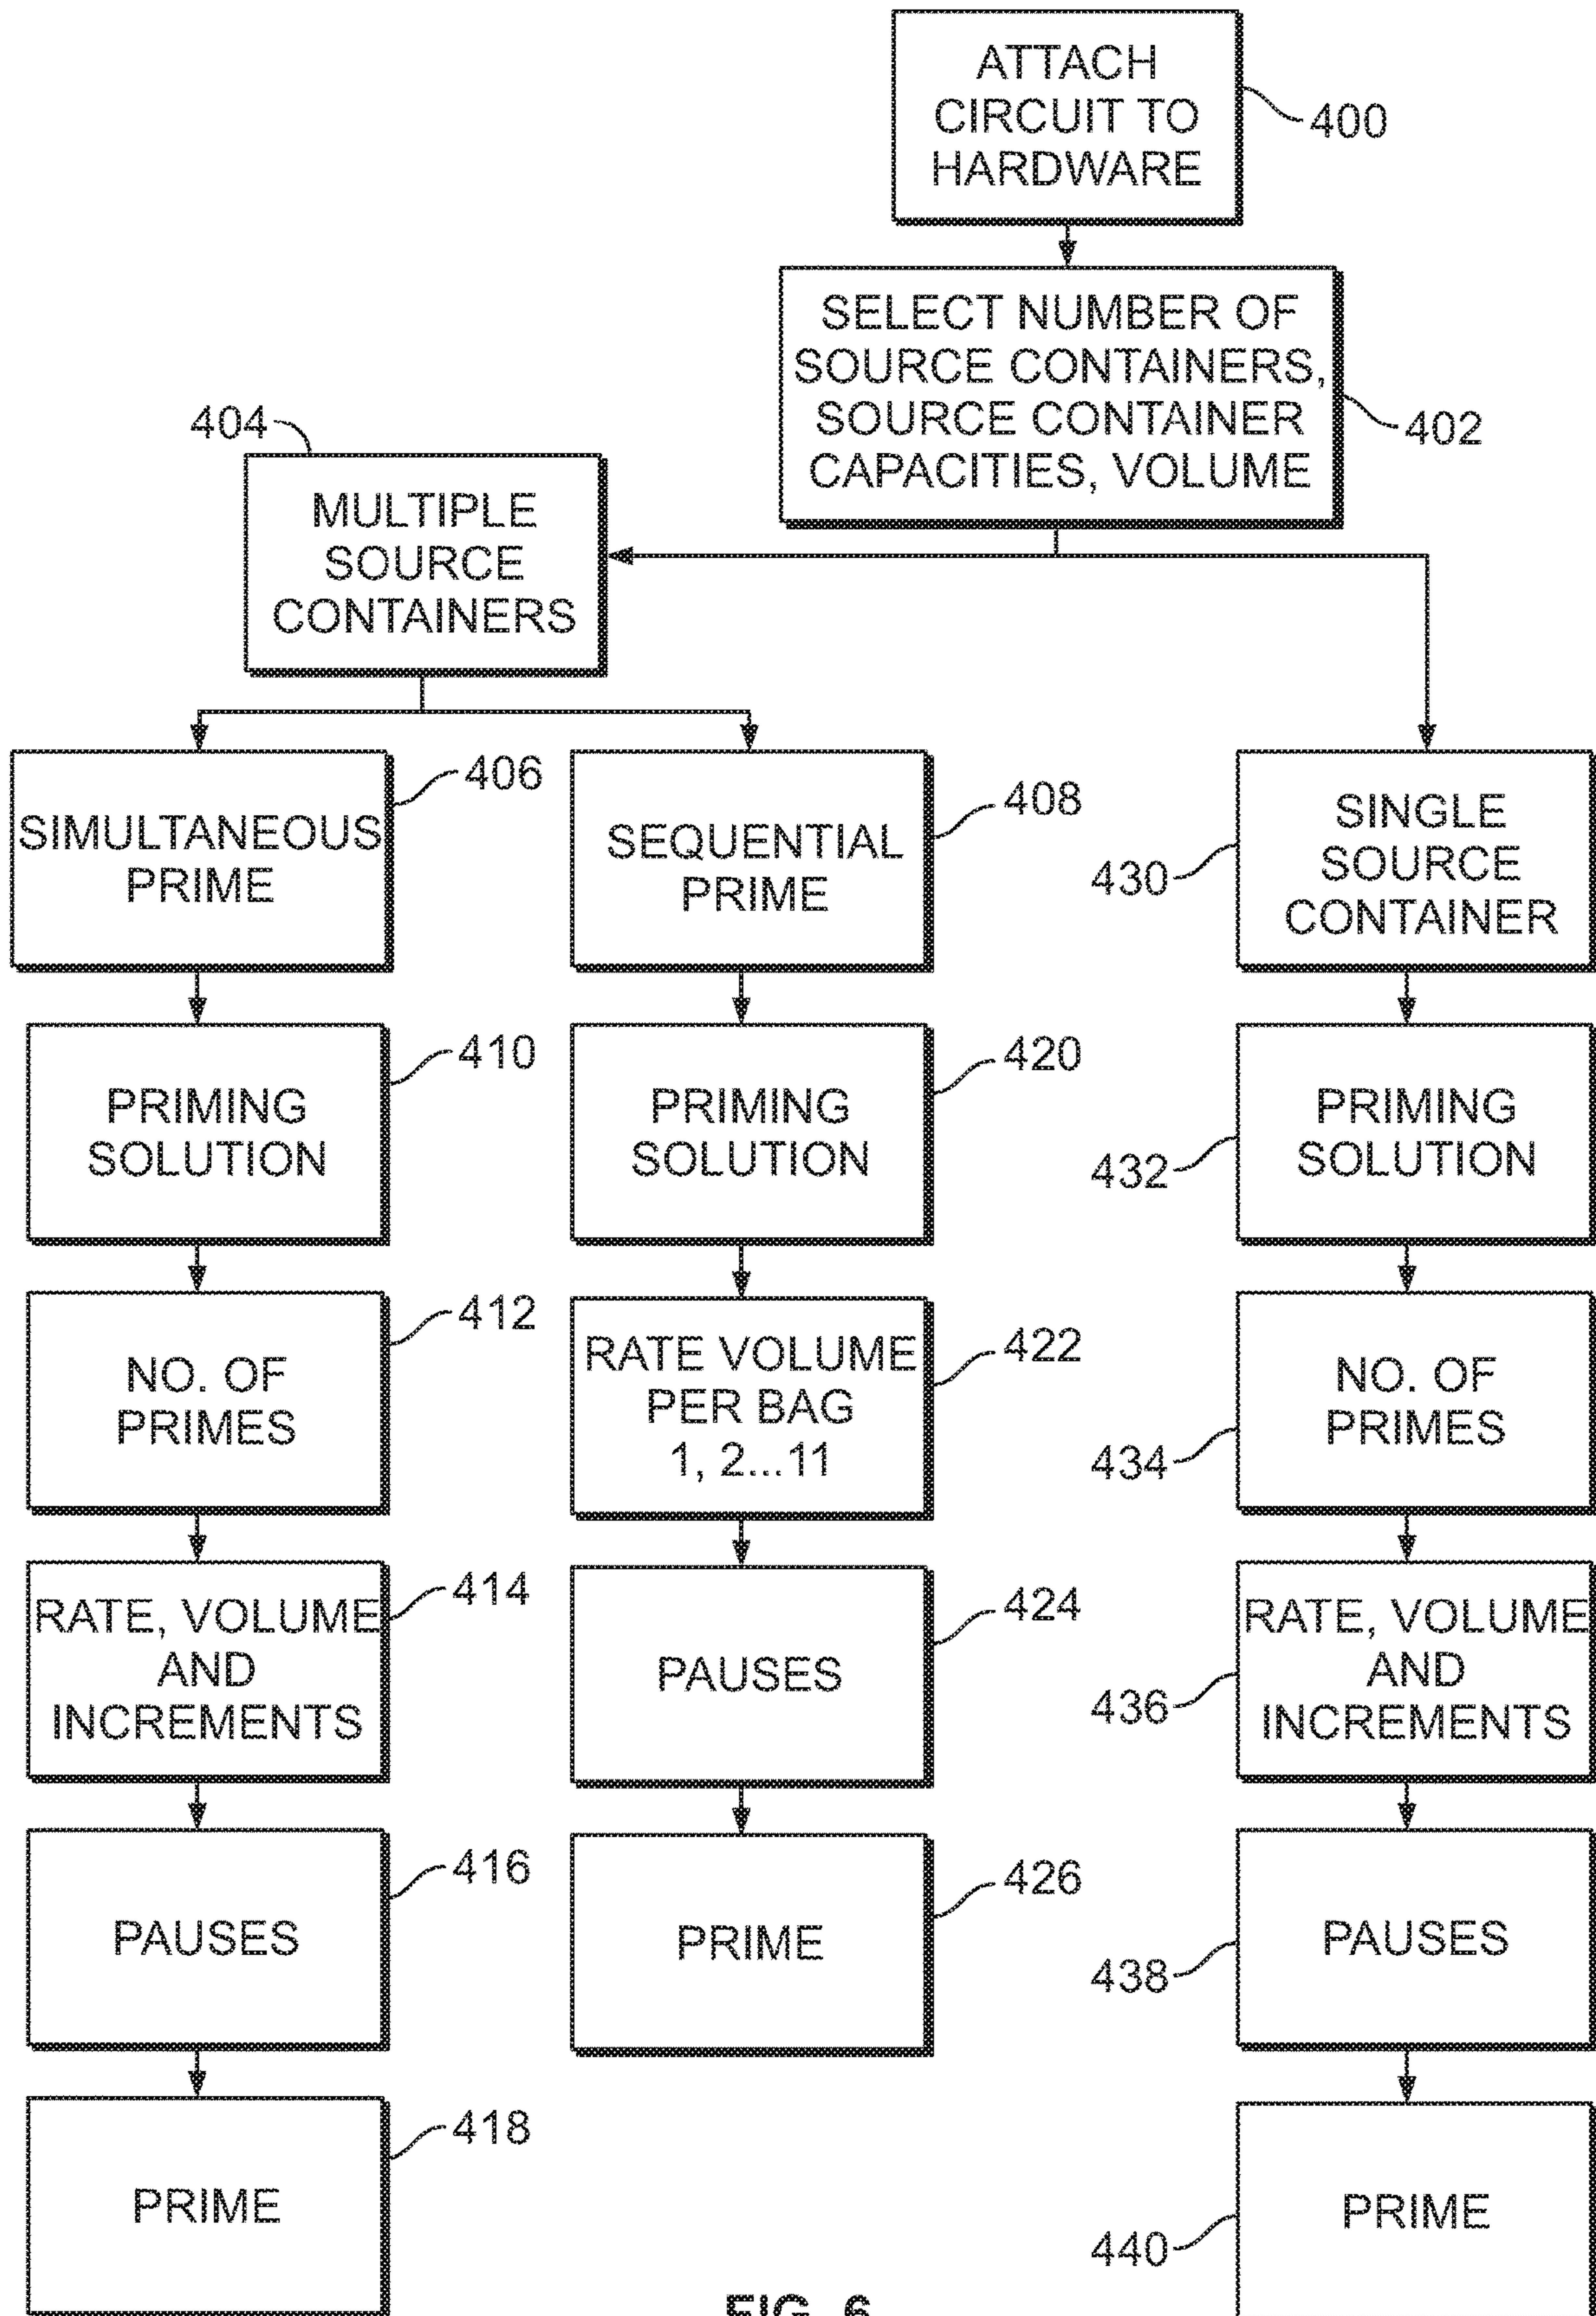 ATTACH
CIRCUIT TO
HARDWARE
400
SELECT NUMBER OF
SOURCE CONTAINERS,
SOURCE CONTAINER
CAPACITIES, VOLUME
402
404
MULTIPLE
SOURCE
CONTAINERS
SIMULTANEOUS
PRIME
406
SEQUENTIAL
PRIME
408
SINGLE
SOURCE
CONTAINER
430
PRIMING
SOLUTION
410
PRIMING
SOLUTION
420
PRIMING
SOLUTION
432
NO. OF
PRIMES
412
RATE VOLUME
PER BAG
1, 2...11
422
NO. OF
PRIMES
434
RATE, VOLUME
AND
INCREMENTS
414
PAUSES
424
RATE, VOLUME
AND
INCREMENTS
436
PAUSES
416
PRIME
426
PAUSES
438
PRIME
418
PRIME
440
FIG. 6